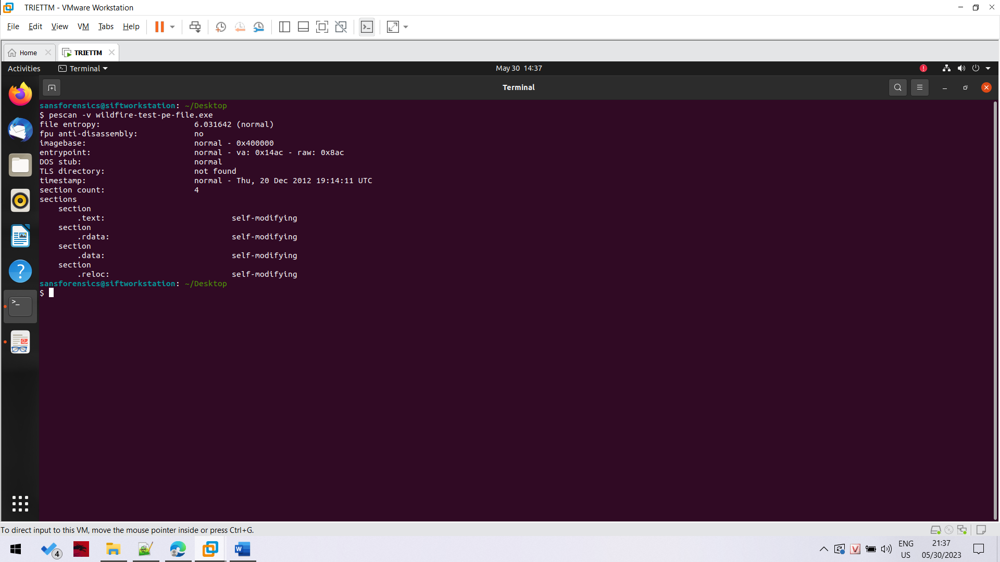 TRIETTM - VMware Workstation
File Edit View VM Tabs Help
Home TRIETTM
Activities Terminal May 30 14:37
Terminal
sansforensics@siftworkstation: ~/Desktop
$ pescan -v wildfire-test-pe-file.exe
file entropy: 6.031642 (normal)
fpu anti-disassembly: no
imagebase: normal - 0x400000
entrypoint: normal - va: 0x14ac - raw: 0x8ac
DOS stub: normal
TLS directory: not found
timestamp: normal - Thu, 20 Dec 2012 19:14:11 UTC
section count: 4
sections
section
.text: self-modifying
section
.rdata: self-modifying
section
.data: self-modifying
section
.reloc: self-modifying
sansforensics@siftworkstation: ~/Desktop
$
To direct input to this VM, move the mouse pointer inside or press Ctrl+G.
4
ENG 21:37
US 05/30/2023